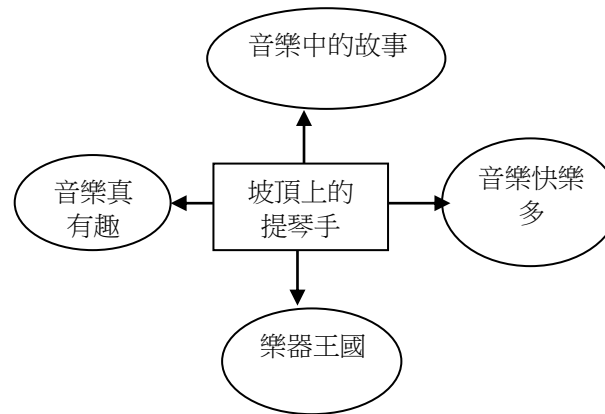 音樂中的故事
音樂真
有趣
坡頂上的
提琴手
音樂快樂
多
樂器王國